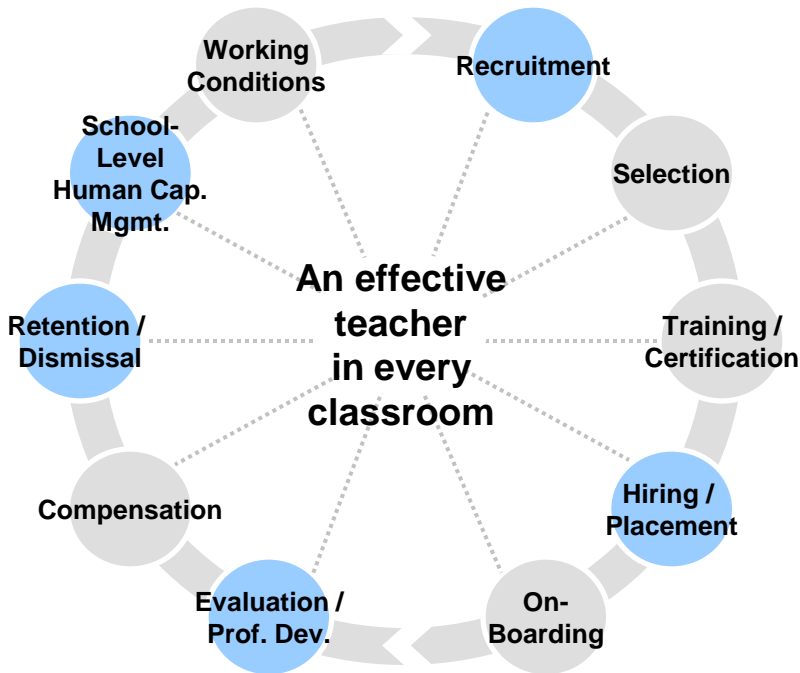 Working
Conditions
Recruitment
School-
Level
Human Cap.
Mgmt.
Selection
An effective
teacher
in every
classroom
Retention /
Dismissal
Training /
Certification
Compensation
Hiring /
Placement
Evaluation /
Prof. Dev.
On-
Boarding